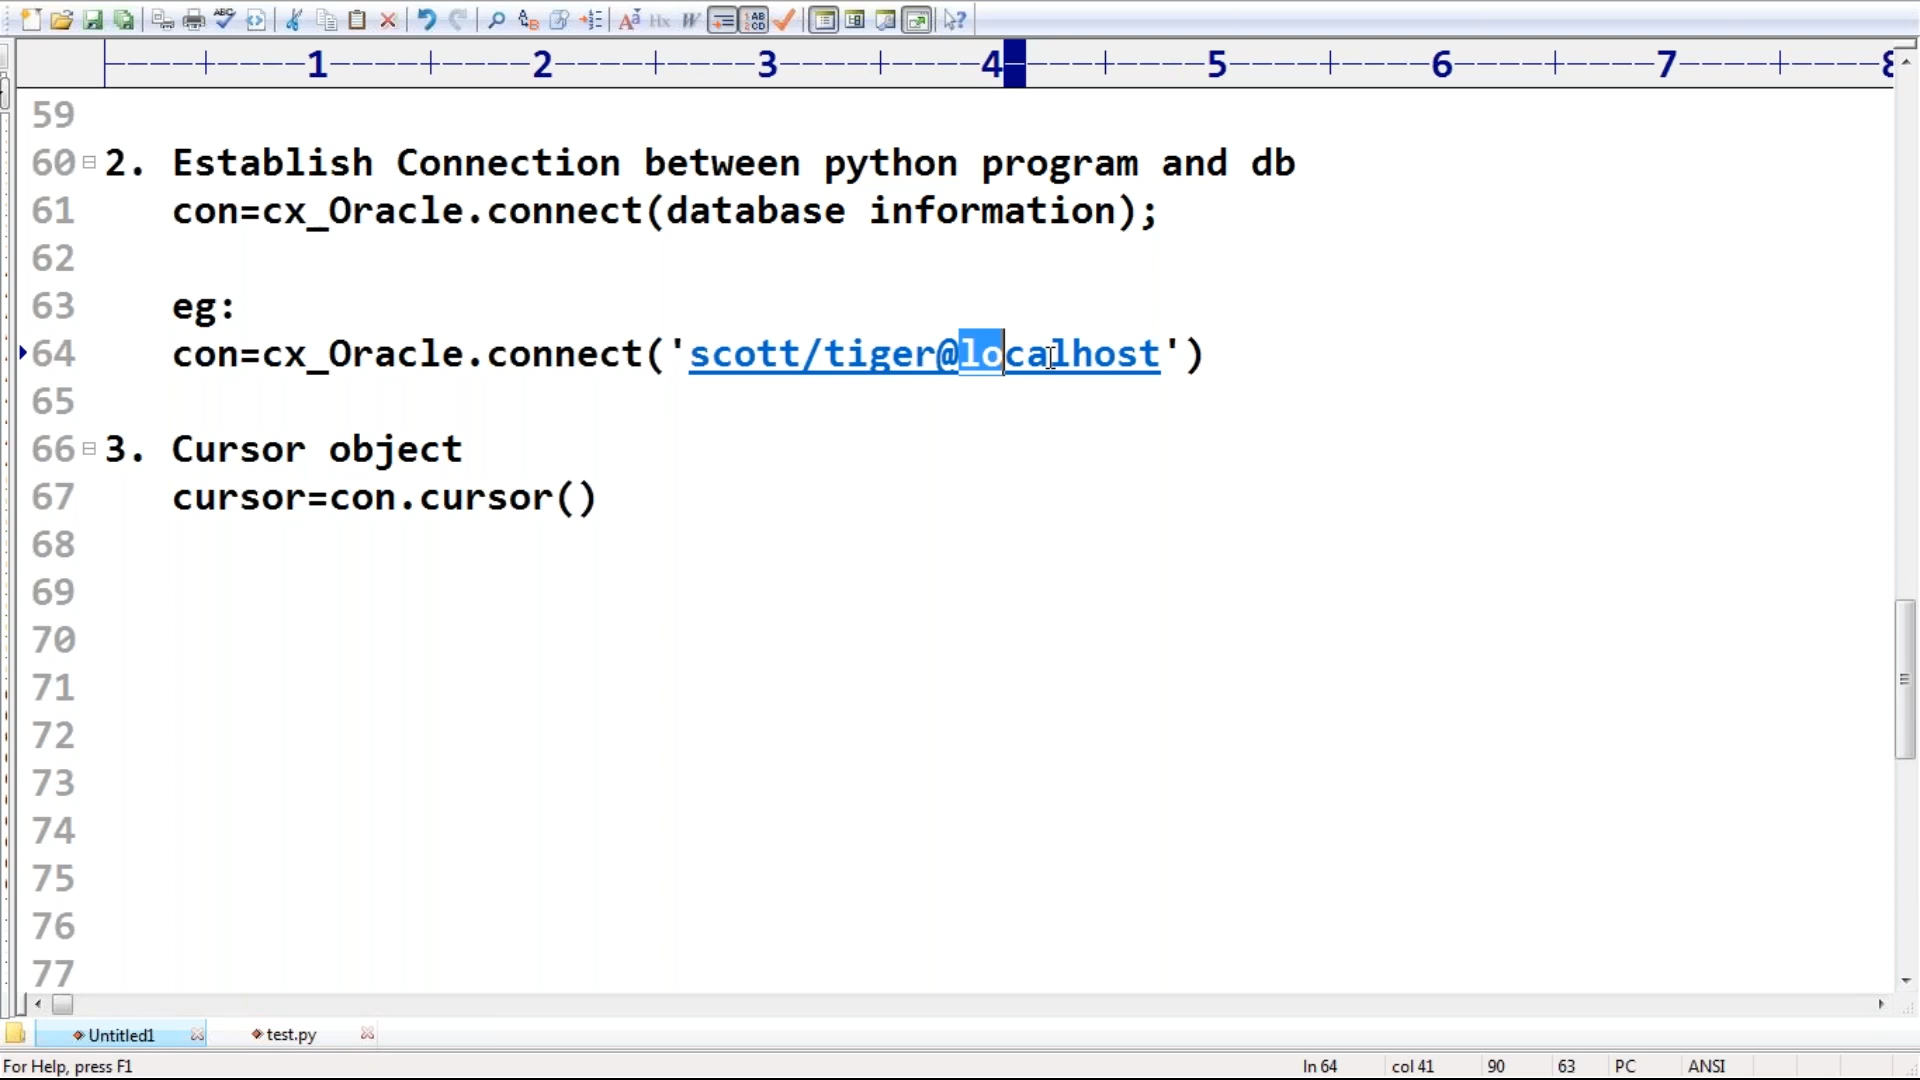 ----+----1----+----2----+----3----+----4----+----5----+----6----+----7----+----8
59
60 2. Establish Connection between python program and db
61 con=cx_Oracle.connect(database information);
62
63 eg:
64 con=cx_Oracle.connect('scott/tiger@localhost')
65
66 3. Cursor object
67 cursor=con.cursor()
68
69
70
71
72
73
74
75
76
77
Untitled1 test.py
For Help, press F1 ln 64 col 41 90 63 PC ANSI